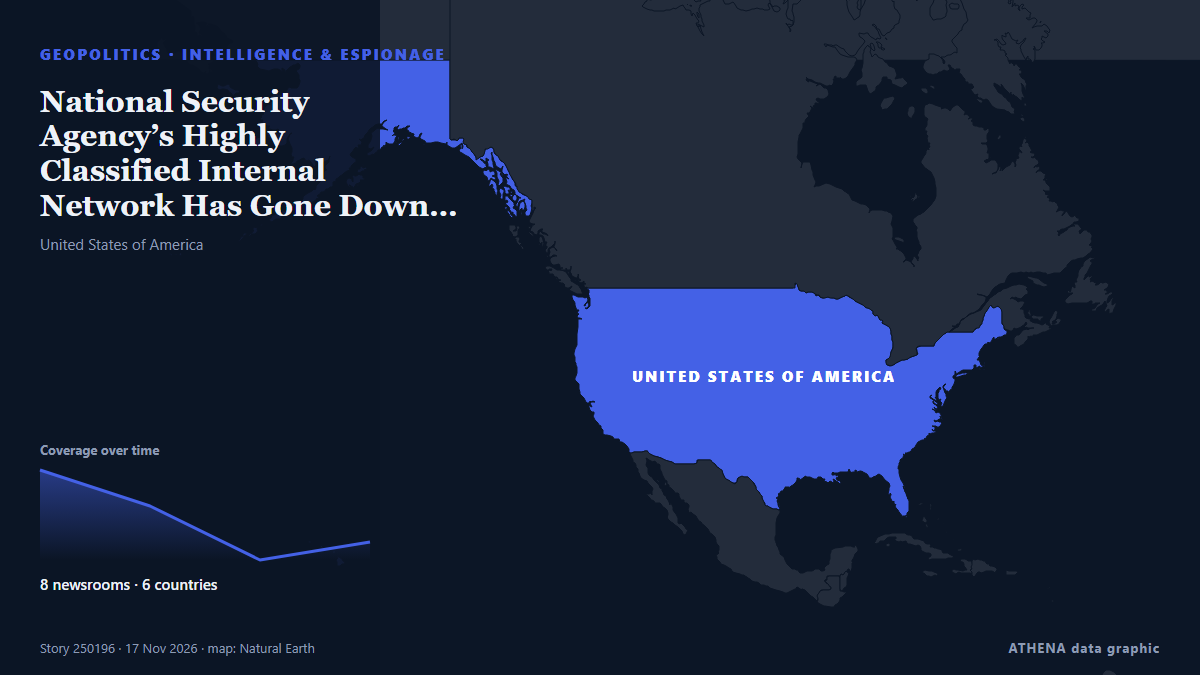 GEOPOLITICS · INTELLIGENCE & ESPIONAGE
National Security
Agency’s Highly
Classified Internal
Network Has Gone Down…
United States of America
UNITED STATES OF AMERICA
Coverage over time
8 newsrooms · 6 countries
Story 250196 · 17 Nov 2026 · map: Natural Earth
ATHENA data graphic